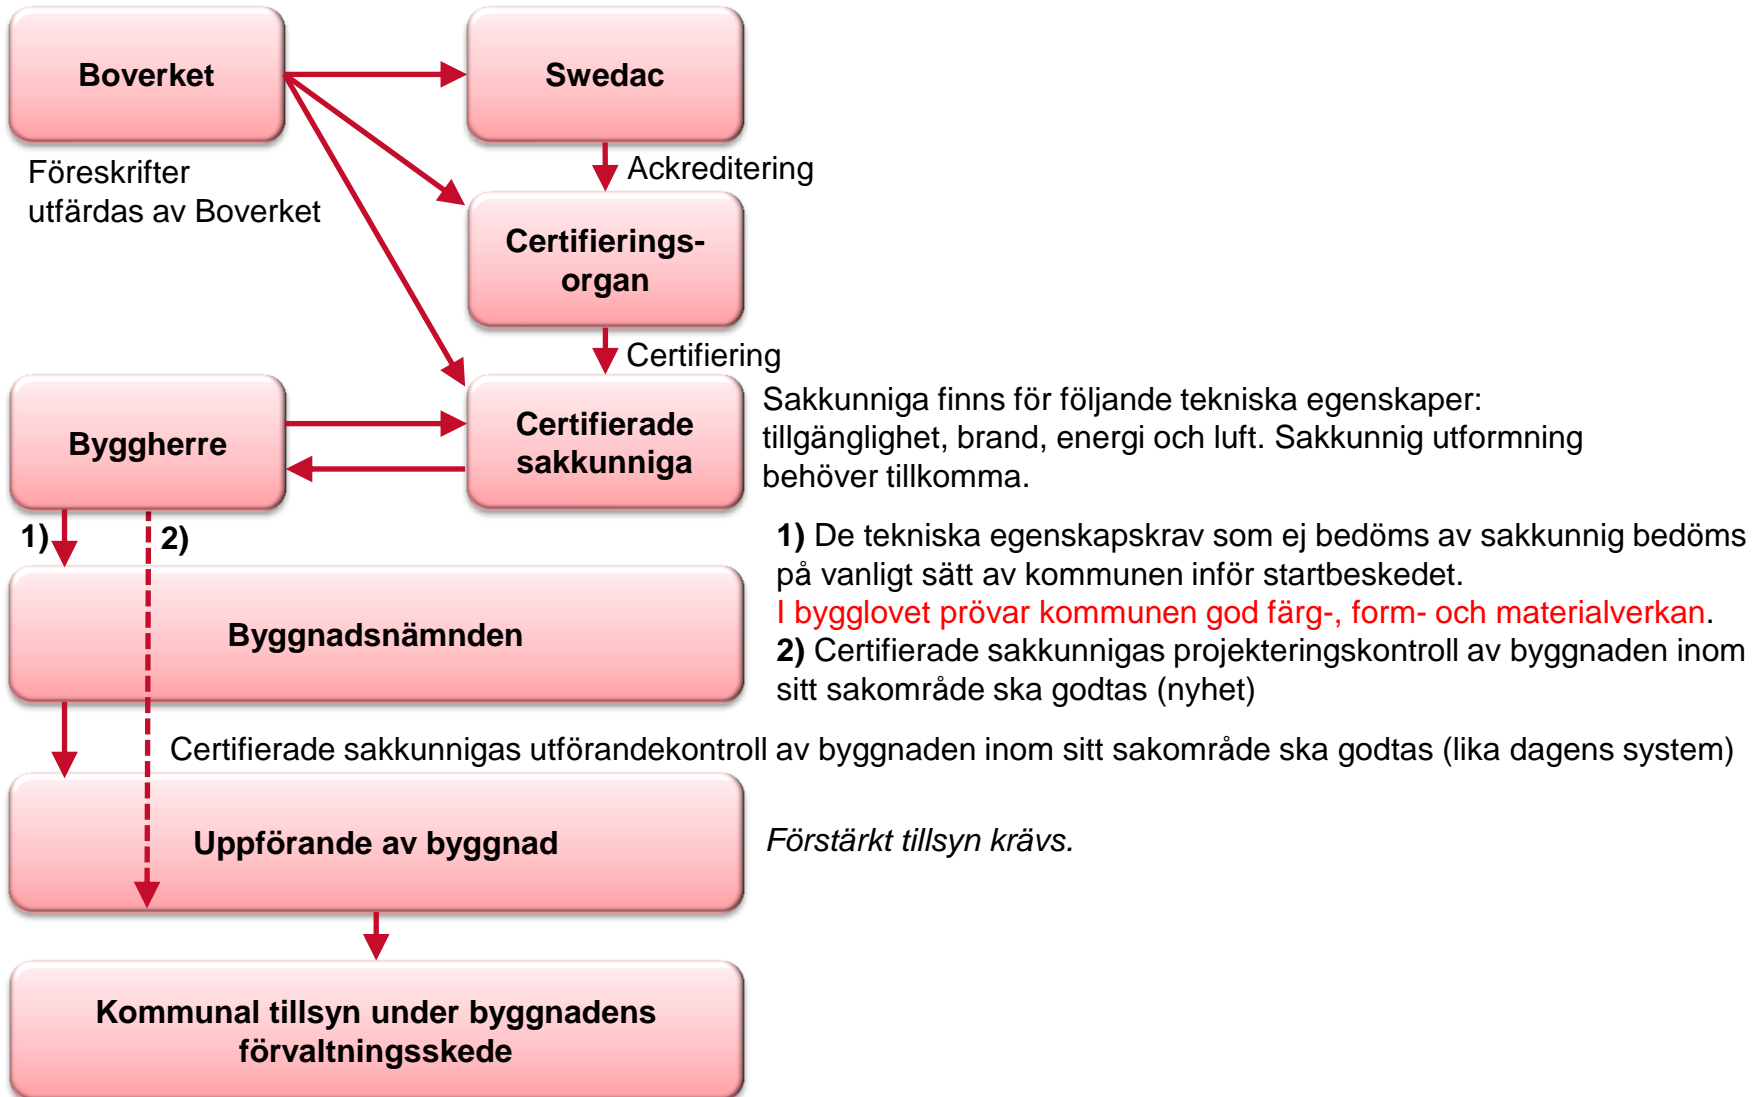 Boverket
Swedac
Föreskrifter
utfärdas av Boverket
Ackreditering
Certifierings-
organ
Certifiering
Byggherre
Certifierade
sakkunniga
Sakkunniga finns för följande tekniska egenskaper:
tillgänglighet, brand, energi och luft. Sakkunnig utformning
behöver tillkomma.
1)
2)
1) De tekniska egenskapskrav som ej bedöms av sakkunnig bedöms
på vanligt sätt av kommunen inför startbeskedet.
I bygglovet prövar kommunen god färg-, form- och materialverkan.
2) Certifierade sakkunnigas projekteringskontroll av byggnaden inom
sitt sakområde ska godtas (nyhet)
Byggnadsnämnden
Certifierade sakkunnigas utförandekontroll av byggnaden inom sitt sakområde ska godtas (lika dagens system)
Uppförande av byggnad
Förstärkt tillsyn krävs.
Kommunal tillsyn under byggnadens
förvaltningsskede